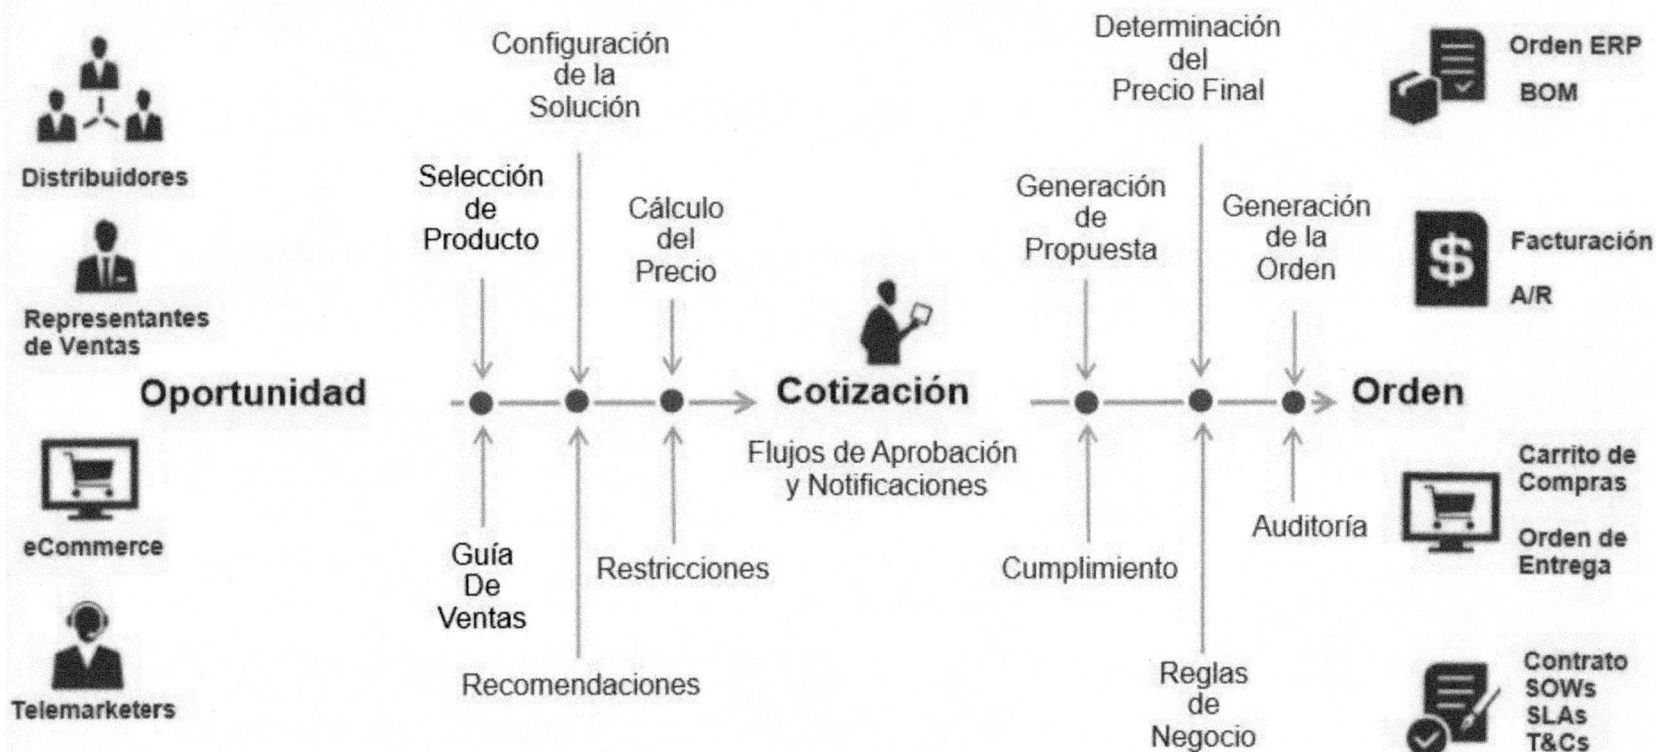 Distribuidores
Representantes
de Ventas
Oportunidad
eCommerce
Telemarketers
Configuración
de la
Solución
Selección
de
Producto
Cálculo
del
Precio
Guía
De
Ventas
Restricciones
Recomendaciones
Cotización
Flujos de Aprobación
y Notificaciones
Determinación
del
Precio Final
Generación
de
Propuesta
Generación
de la
Orden
Cumplimiento
Auditoría
Reglas
de
Negocio
Orden
Orden ERP
BOM
$
Facturación
A/R
Carrito de
Compras
Orden de
Entrega
Contrato
SOWs
SLAs
T&Cs